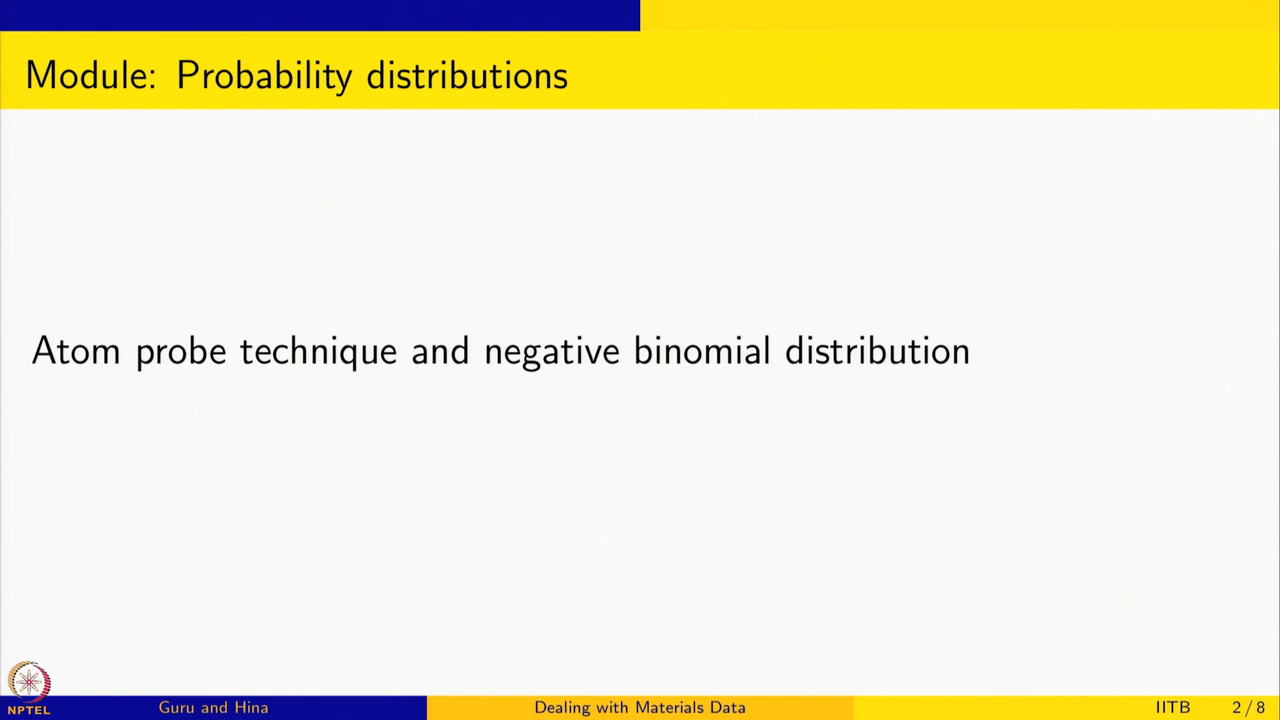 Module: Probability distributions
Atom probe technique and negative binomial distribution
NPTEL
Guru and Hina
Dealing with Materials Data
IITB
2 / 8